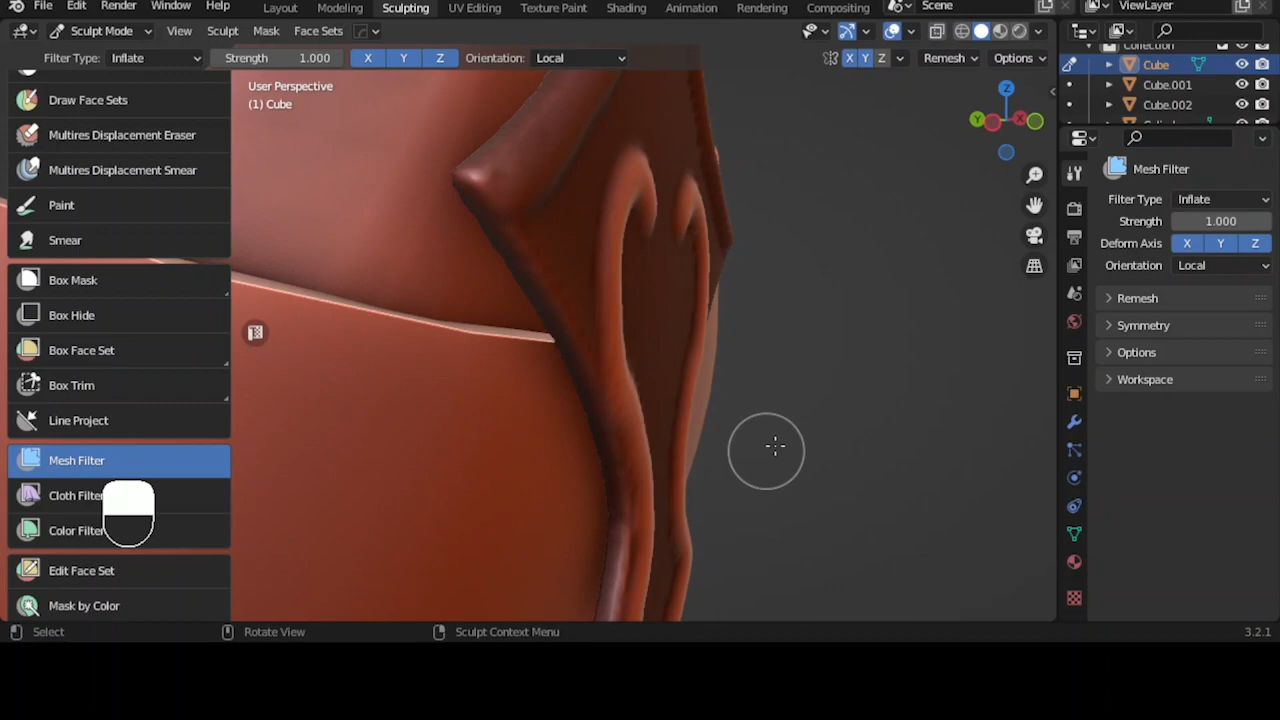 File Edit Render Window Help Layout Modeling Sculpting UV Editing Texture Paint Shading Animation Rendering Compositing Scene ViewLayer
Sculpt Mode View Sculpt Mask Face Sets
Filter Type: Inflate Strength 1.000 X Y Z Orientation: Local X Y Z Remesh Options
User Perspective
(1) Cube
Draw Face Sets
Multires Displacement Eraser
Multires Displacement Smear
Paint
Smear
Box Mask
Box Hide
Box Face Set
Box Trim
Line Project
Mesh Filter
Cloth Filter
Color Filter
Edit Face Set
Mask by Color
Z
Y X
Collection
Cube
Cube.001
Cube.002
Mesh Filter
Filter Type Inflate
Strength 1.000
Deform Axis X Y Z
Orientation Local
Remesh
Symmetry
Options
Workspace
Select Rotate View Sculpt Context Menu 3.2.1